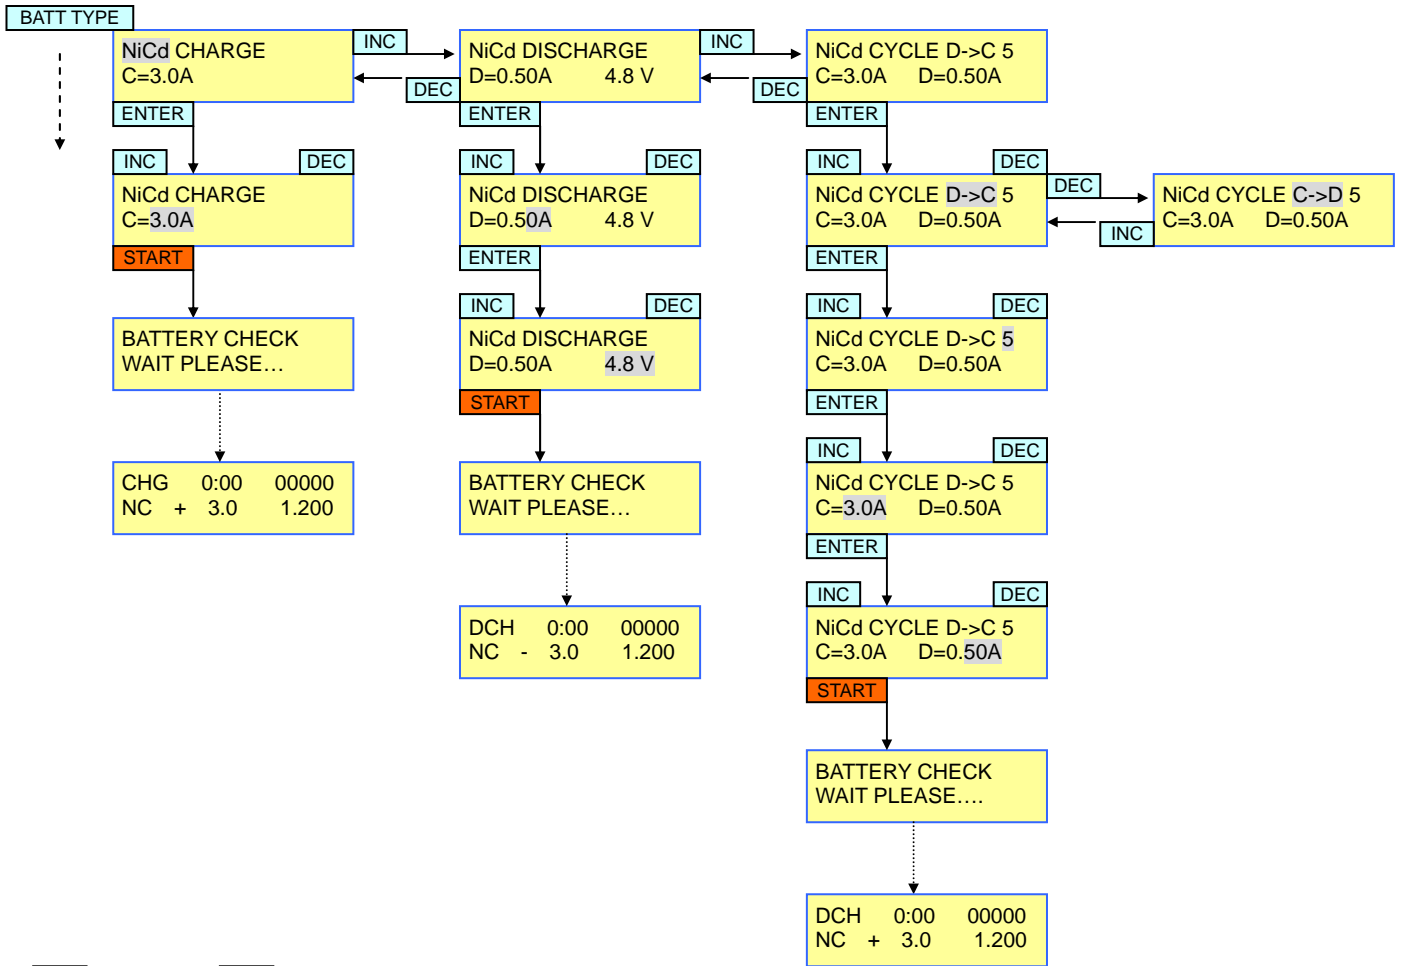 BATT TYPE
NiCd CHARGE
C=3.0A
INC
DEC
NiCd DISCHARGE
D=0.50A 4.8 V
INC
DEC
NiCd CYCLE D->C 5
C=3.0A D=0.50A
ENTER
ENTER
ENTER
INC DEC
NiCd CHARGE
C=3.0A
START
INC DEC
NiCd DISCHARGE
D=0.50A 4.8 V
ENTER
INC DEC
NiCd CYCLE D->C 5
C=3.0A D=0.50A
ENTER
DEC
INC
NiCd CYCLE C->D 5
C=3.0A D=0.50A
BATTERY CHECK
WAIT PLEASE...
INC DEC
NiCd DISCHARGE
D=0.50A 4.8 V
START
INC DEC
NiCd CYCLE D->C 5
C=3.0A D=0.50A
ENTER
CHG 0:00 00000
NC + 3.0 1.200
BATTERY CHECK
WAIT PLEASE...
INC DEC
NiCd CYCLE D->C 5
C=3.0A D=0.50A
ENTER
DCH 0:00 00000
NC - 3.0 1.200
INC DEC
NiCd CYCLE D->C 5
C=3.0A D=0.50A
START
BATTERY CHECK
WAIT PLEASE....
DCH 0:00 00000
NC + 3.0 1.200